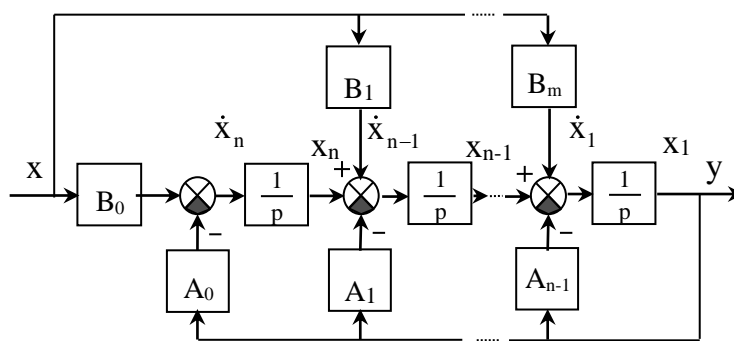 B₁
Bₘ
ẋₙ
ẋₙ₋₁
ẋ₁
x
xₙ
+
xₙ₋₁
+
x₁
y
B₀
1/p
1/p
1/p
−
−
−
A₀
A₁
Aₙ₋₁